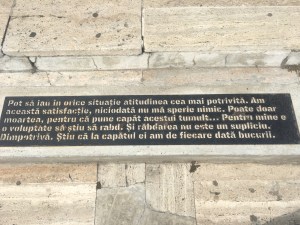 Pot să iau în orice situație atitudinea cea mai potrivită. Am
această satisfacție, niciodată nu mă sperie nimic. Poate doar
moartea, pentru că pune capăt acestui tumult... Pentru mine e
o voluptate să știu să rabd. Și răbdarea nu este un supliciu.
Dimpotrivă. Știu că la capătul ei am de fiecare dată bucurii.